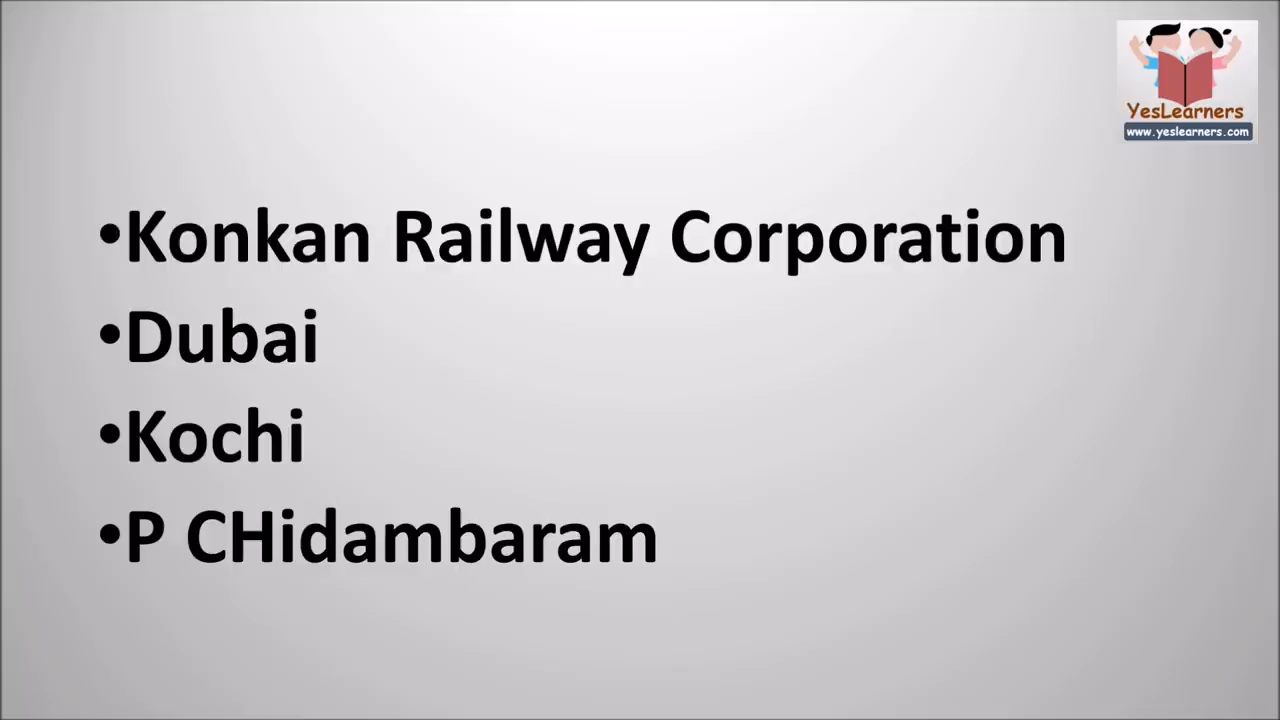 YesLearners
www.yeslearners.com
•Konkan Railway Corporation
•Dubai
•Kochi
•P CHidambaram